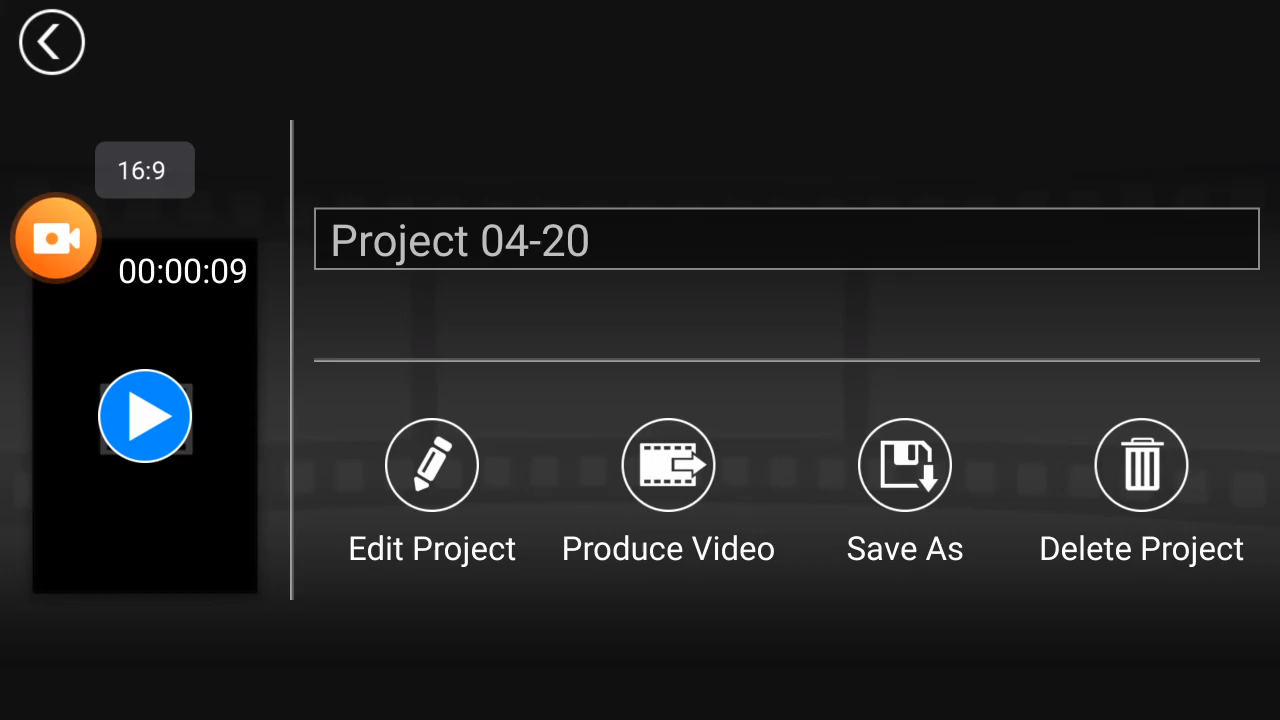 16:9
00:00:09
Project 04-20
Edit Project
Produce Video
Save As
Delete Project